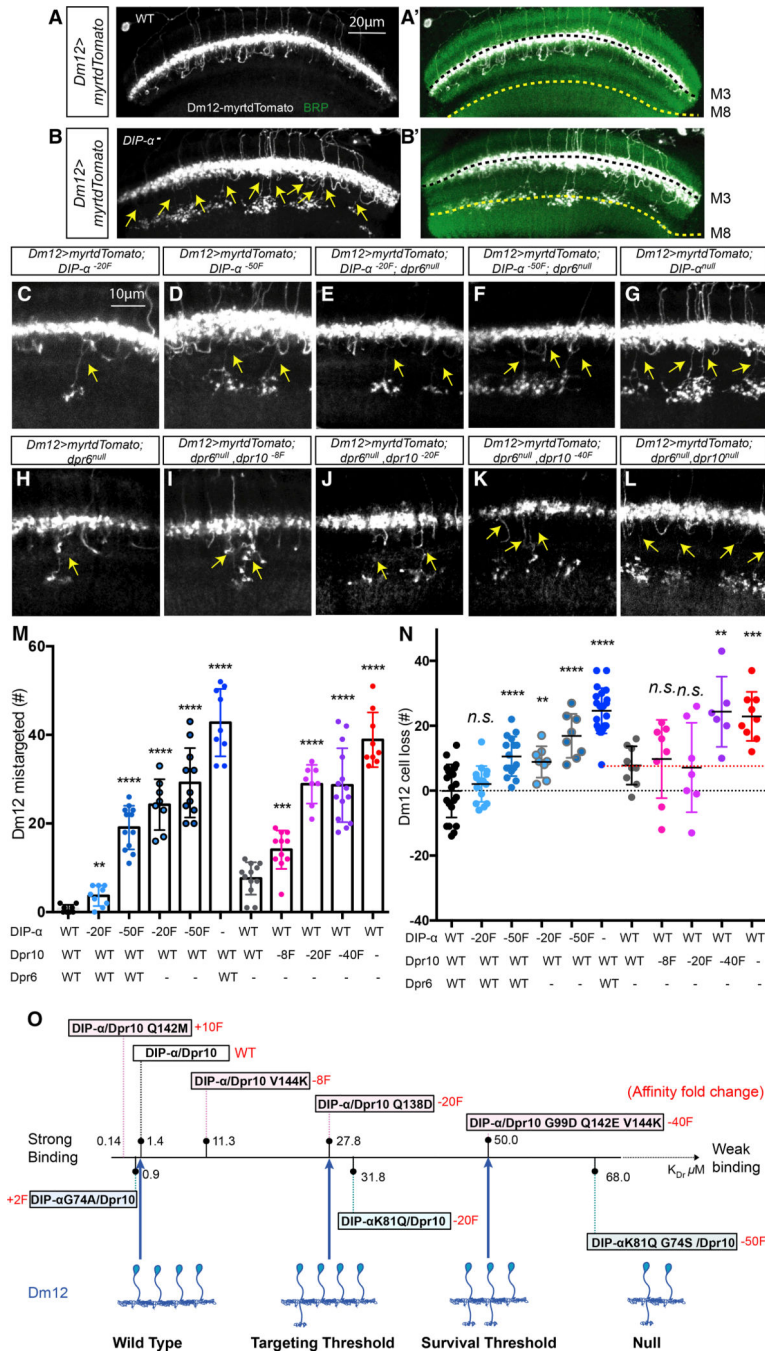 A
Dm12>
myrtdTomato
WT
20µm
Dm12-myrtdTomato BRP
A'
M3
M8
B
Dm12>
myrtdTomato
DIP-α-
B'
M3
M8
Dm12>myrtdTomato;
DIP-α -20F
Dm12>myrtdTomato;
DIP-α -50F
Dm12>myrtdTomato;
DIP-α -20F; dpr6null
Dm12>myrtdTomato;
DIP-α -50F; dpr6null
Dm12>myrtdTomato;
DIP-αnull
C 10µm D E F G
Dm12>myrtdTomato;
dpr6null
Dm12>myrtdTomato;
dpr6null,dpr10 -8F
Dm12>myrtdTomato;
dpr6null,dpr10 -20F
Dm12>myrtdTomato;
dpr6null,dpr10 -40F
Dm12>myrtdTomato;
dpr6null,dpr10null
H I J K L
M
Dm12 mistargeted (#)
60
40
20
0
** **** **** **** **** *** **** **** ****
DIP-α WT -20F -50F -20F -50F - WT WT WT WT WT
Dpr10 WT WT WT WT WT WT WT -8F -20F -40F -
Dpr6 WT WT WT - - WT - - - - -
N
Dm12 cell loss (#)
40
20
0
-20
-40
n.s. **** ** **** **** n.s. n.s. ** ***
DIP-α WT -20F -50F -20F -50F - WT WT WT WT WT
Dpr10 WT WT WT WT WT WT WT -8F -20F -40F -
Dpr6 WT WT WT - - WT - - - - -
O
DIP-α/Dpr10 Q142M +10F
DIP-α/Dpr10 WT
DIP-α/Dpr10 V144K -8F
(Affinity fold change)
DIP-α/Dpr10 Q138D -20F
DIP-α/Dpr10 G99D Q142E V144K -40F
Strong
Binding
0.14 1.4 11.3 27.8 50.0
Weak
binding
KDr µM
0.9 31.8 68.0
+2F DIP-αG74A/Dpr10
DIP-αK81Q/Dpr10 -20F
DIP-αK81Q G74S /Dpr10 -50F
Dm12
Wild Type Targeting Threshold Survival Threshold Null